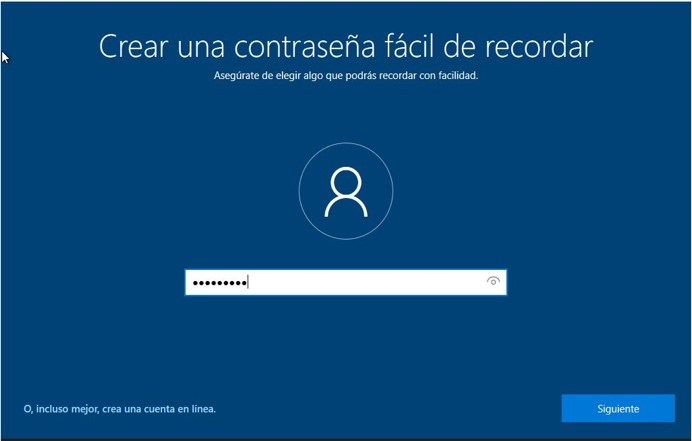 Crear una contraseña fácil de recordar
Asegúrate de elegir algo que podrás recordar con facilidad.
•••••••••
O, incluso mejor, crea una cuenta en línea.
Siguiente